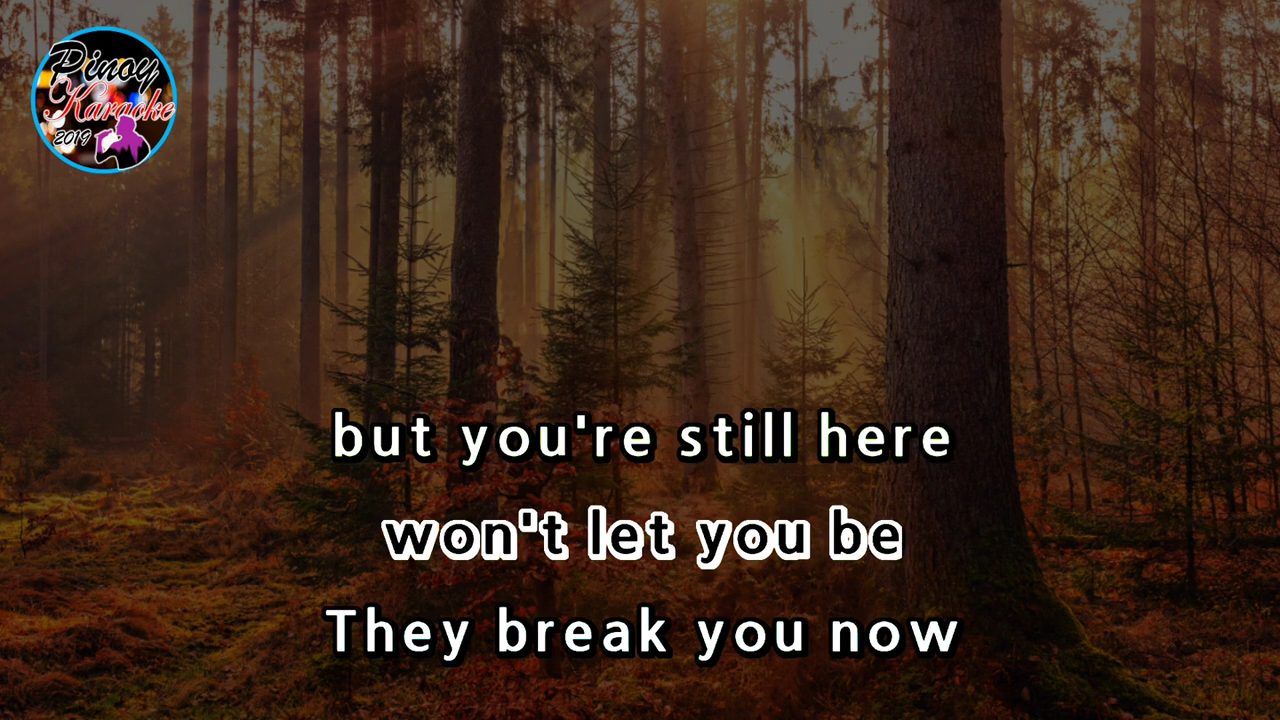 Pinoy
Karaoke
2019
but you're still here
won't let you be
They break you now